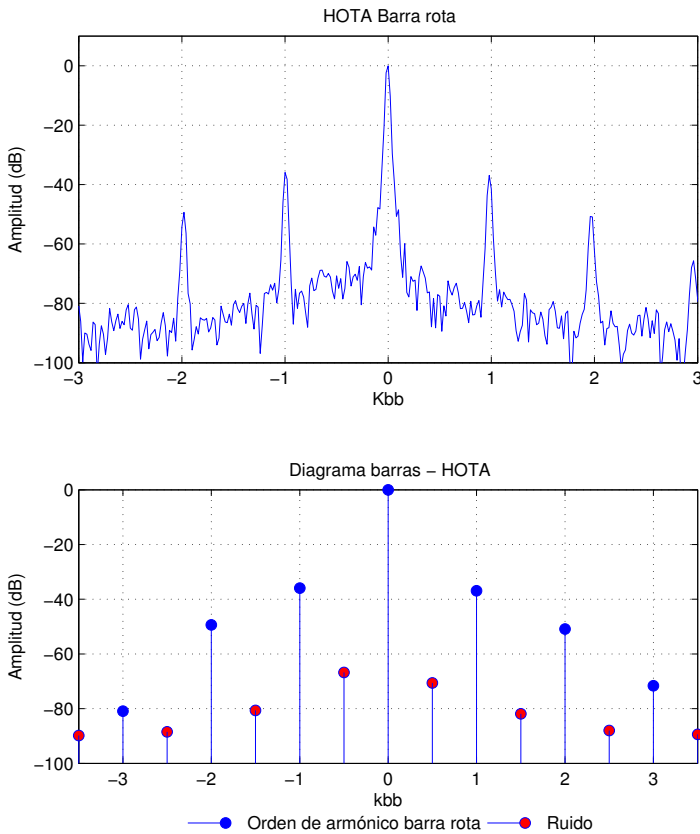 HOTA Barra rota
Amplitud (dB)
0
−20
−40
−60
−80
−100
−3 −2 −1 0 1 2 3
Kbb
Diagrama barras − HOTA
Amplitud (dB)
0
−20
−40
−60
−80
−100
−3 −2 −1 0 1 2 3
kbb
Orden de armónico barra rota Ruido